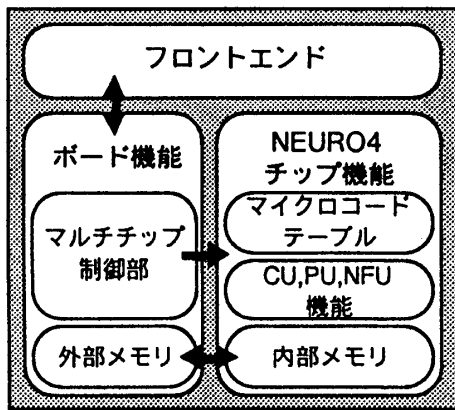 フロントエンド
ボード機能
マルチチップ
制御部
外部メモリ
NEURO4
チップ機能
マイクロコード
テーブル
CU,PU,NFU
機能
内部メモリ